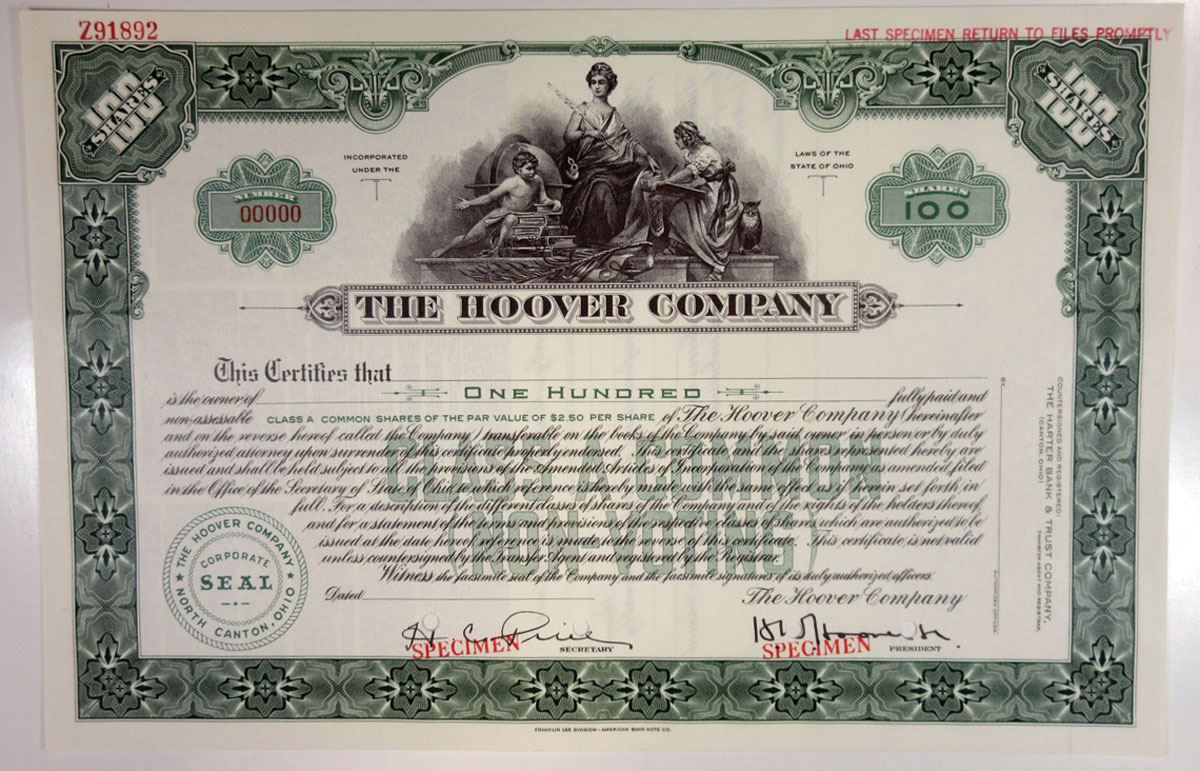 Z91892
LAST SPECIMEN RETURN TO FILES PROMPTLY
100
SHARES
100
SHARES
INCORPORATED
UNDER THE
LAWS OF THE
STATE OF OHIO
NUMBER
00000
SHARES
100
THE HOOVER COMPANY
This Certifies that
is the owner of ONE HUNDRED fully paid and
non-assessable CLASS A COMMON SHARES OF THE PAR VALUE OF $2.50 PER SHARE of The Hoover Company (hereinafter
and on the reverse hereof called the Company) transferable on the books of the Company by said owner in person or by duly
authorized attorney upon surrender of this certificate properly endorsed. This certificate and the shares represented hereby are
issued and shall be held subject to all the provisions of the Amended Articles of Incorporation of the Company as amended, filed
in the Office of the Secretary of State of Ohio, to which reference is hereby made with the same effect as if herein set forth in
full. For a description of the different classes of shares of the Company and of the rights of the holders thereof,
and for a statement of the terms and provisions of the respective classes of shares which are authorized to be
issued at the date hereof reference is made to the reverse of this certificate. This certificate is not valid
unless countersigned by the Transfer Agent and registered by the Registrar.
Witness the facsimile seal of the Company and the facsimile signatures of its duly authorized officers.
CLASS A COMMON
(NON-VOTING)
Dated
The Hoover Company
THE HOOVER COMPANY
CORPORATE
SEAL
NORTH CANTON, OHIO
SPECIMEN
SECRETARY
SPECIMEN
PRESIDENT
COUNTERSIGNED AND REGISTERED:
THE HARTER BANK & TRUST COMPANY,
(CANTON, OHIO)
TRANSFER AGENT AND REGISTRAR,
BY
AUTHORIZED OFFICER.
FRANKLIN LEE DIVISION - AMERICAN BANK NOTE CO.